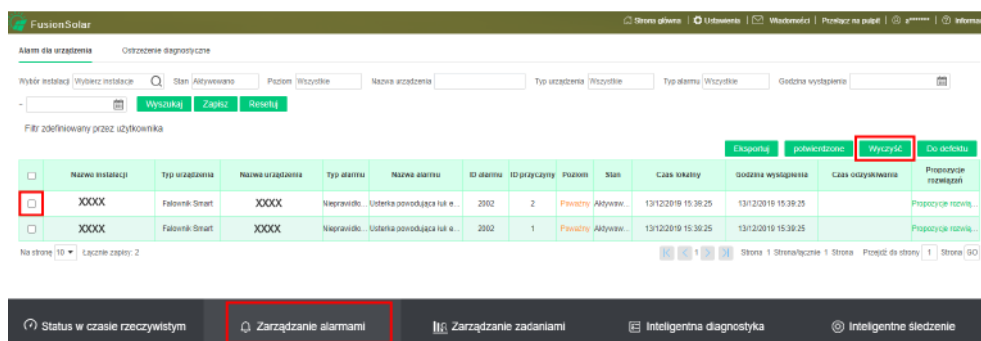 FusionSolar
Strona główna | Ustawienia | Wiadomości | Przełącz na pulpit | a******* | Informa
Alarm dla urządzenia Ostrzeżenie diagnostyczne
Wybór instalacji Wybierz instalacje Stan Aktywowano Poziom Wszystkie Nazwa urządzenia Typ urządzenia Wszystkie Typ alarmu Wszystkie Godzina wystąpienia
- Wyszukaj Zapisz Resetuj
Filtr zdefiniowany przez użytkownika
Eksportuj potwierdzone Wyczyść Do defektu
Nazwa instalacji Typ urządzenia Nazwa urządzenia Typ alarmu Nazwa alarmu ID alarmu ID przyczyny Poziom Stan Czas lokalny Godzina wystąpienia Czas odzyskiwania Propozycje rozwiązań
XXXX Falownik Smart XXXX Nieprawidło... Usterka powodująca łuk e... 2002 2 Poważny Aktywow... 13/12/2019 15:39:25 13/12/2019 15:39:25 Propozycje rozwią...
XXXX Falownik Smart XXXX Nieprawidło... Usterka powodująca łuk e... 2002 1 Poważny Aktywow... 13/12/2019 15:39:25 13/12/2019 15:39:25 Propozycje rozwią...
Na stronę 10 Łącznie zapisy: 2 1 Strona 1 Strona/łącznie 1 Strona Przejdź do strony 1 Strona GO
Status w czasie rzeczywistym Zarządzanie alarmami Zarządzanie zadaniami Inteligentna diagnostyka Inteligentne śledzenie